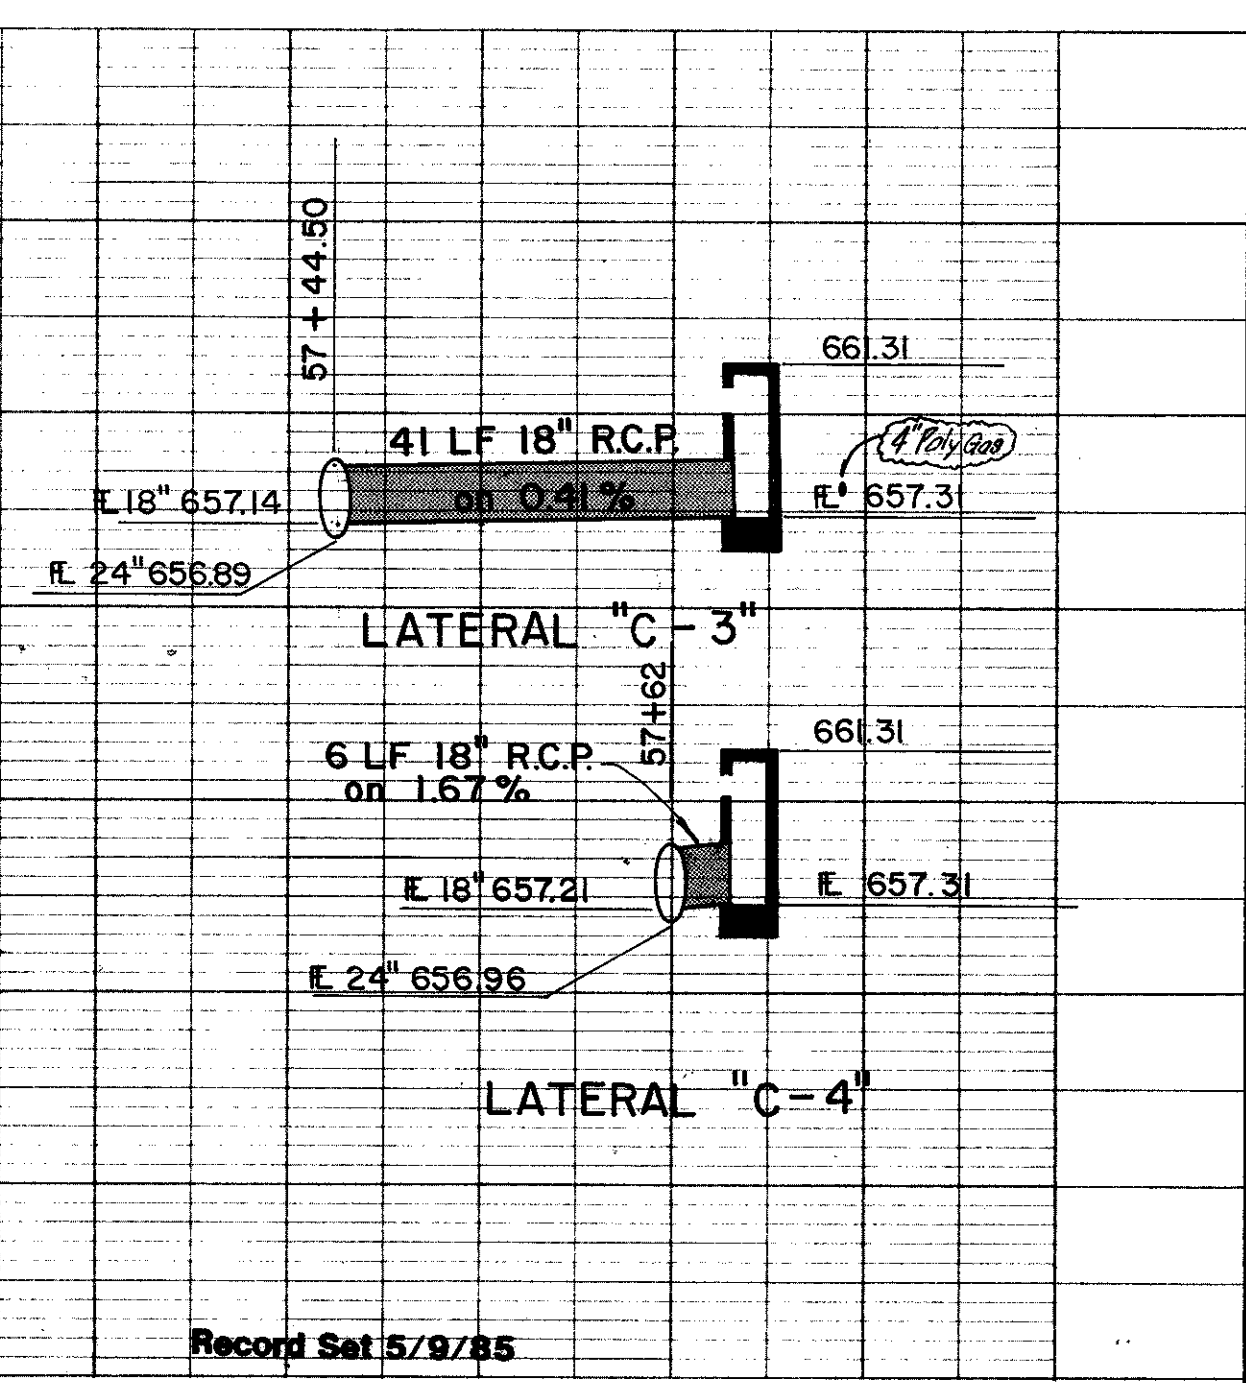 57 + 44.50
661.31
41 LF 18" R.C.P.
4" Poly Gas
on 0.41 %
FL 18" 657.14
FL 657.31
FL 24" 656.89
LATERAL "C - 3"
57+62
661.31
6 LF 18" R.C.P.
on 1.67 %
FL 18" 657.21
FL 657.31
FL 24" 656.96
LATERAL "C - 4"
Record Set 5/9/85